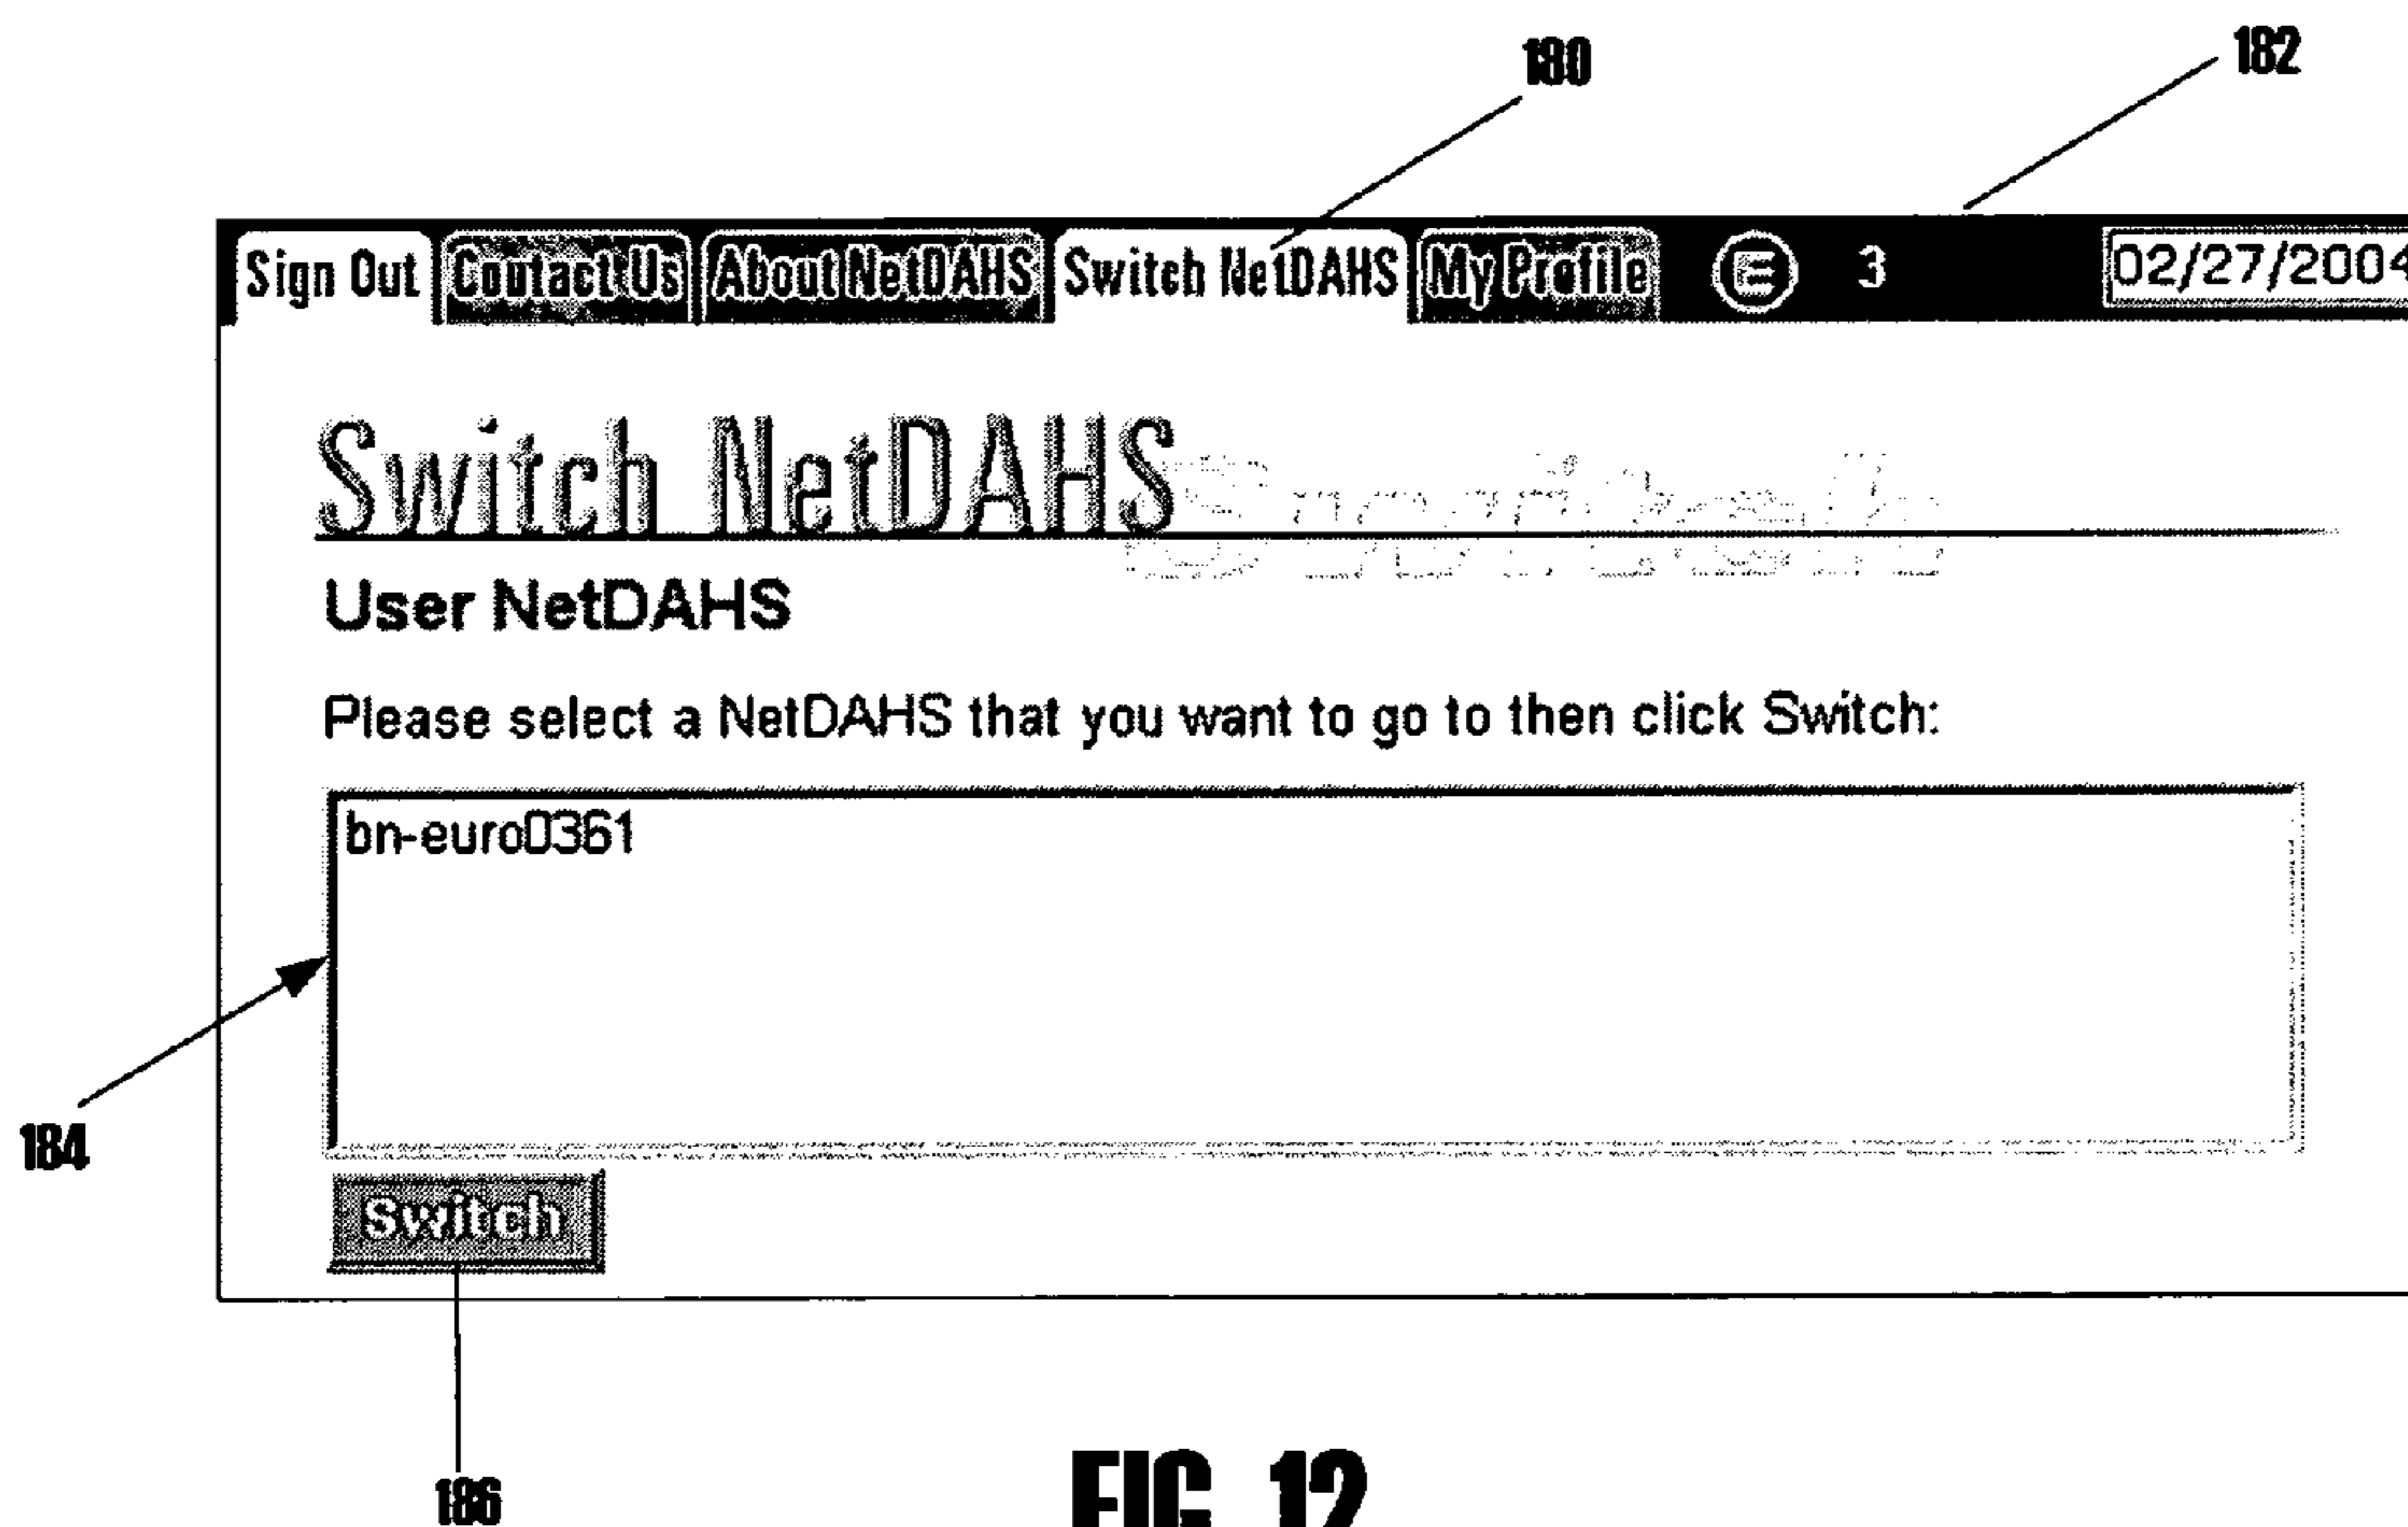 180
182
Sign Out Contact Us About NetDAHS Switch NetDAHS My Profile E 3 02/27/2004
Switch NetDAHS Switch
User NetDAHS
Please select a NetDAHS that you want to go to then click Switch:
bn-euro0361
184
Switch
186
FIG. 12